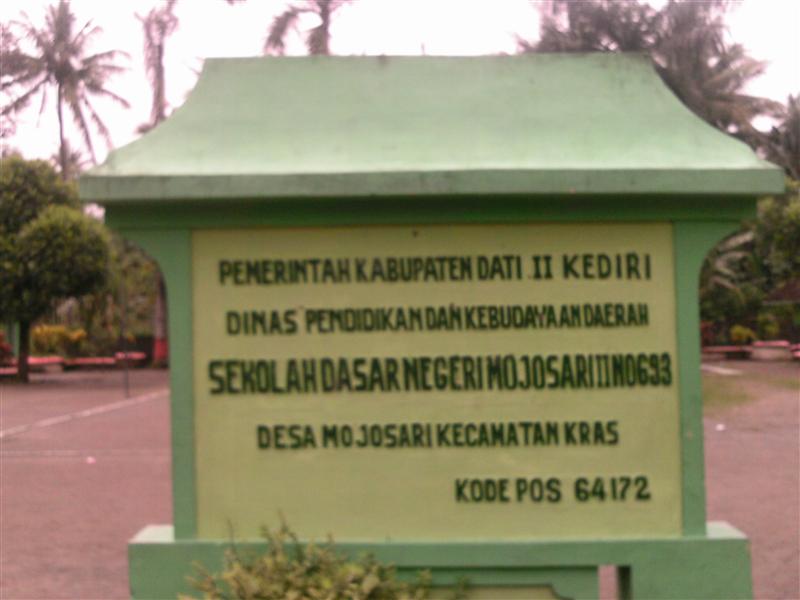 PEMERINTAH KABUPATEN DATI II KEDIRI
DINAS PENDIDIKAN DAN KEBUDAYAAN DAERAH
SEKOLAH DASAR NEGERI MOJOSARI II NO 693
DESA MOJOSARI KECAMATAN KRAS
KODE POS 64172